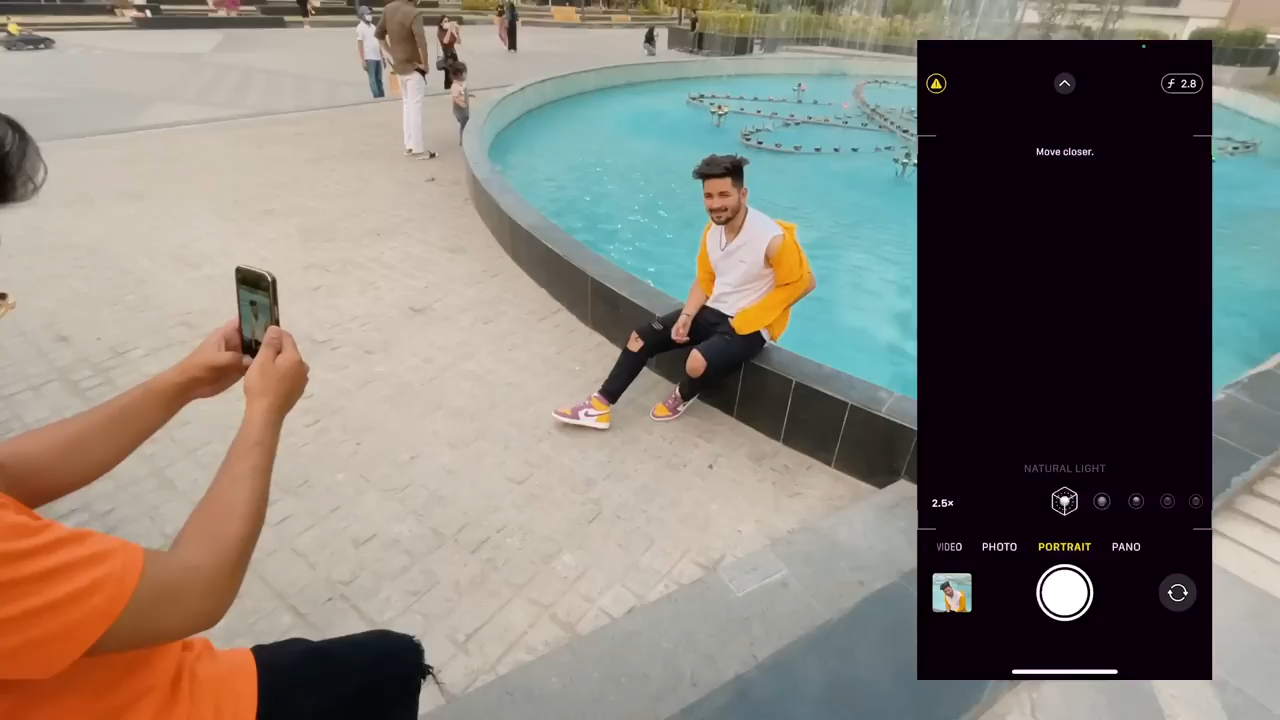 ƒ 2.8
Move closer.
NATURAL LIGHT
2.5×
VIDEO PHOTO PORTRAIT PANO